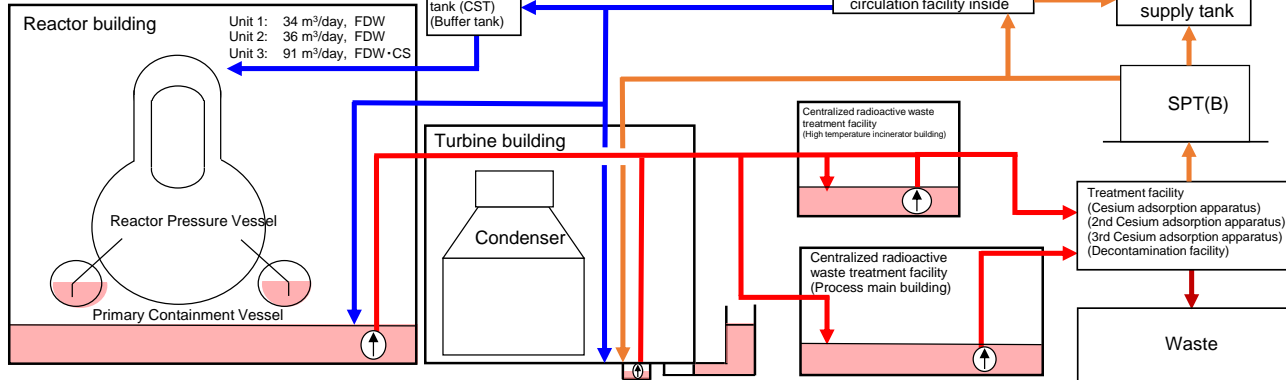 tank (CST)
(Buffer tank)
circulation facility inside
supply tank
Reactor building
Unit 1: 34 m³/day, FDW
Unit 2: 36 m³/day, FDW
Unit 3: 91 m³/day, FDW・CS
SPT(B)
Centralized radioactive waste
treatment facility
(High temperature incinerator building)
Turbine building
Treatment facility
(Cesium adsorption apparatus)
(2nd Cesium adsorption apparatus)
(3rd Cesium adsorption apparatus)
(Decontamination facility)
Reactor Pressure Vessel
Condenser
Centralized radioactive
waste treatment facility
(Process main building)
Primary Containment Vessel
Waste